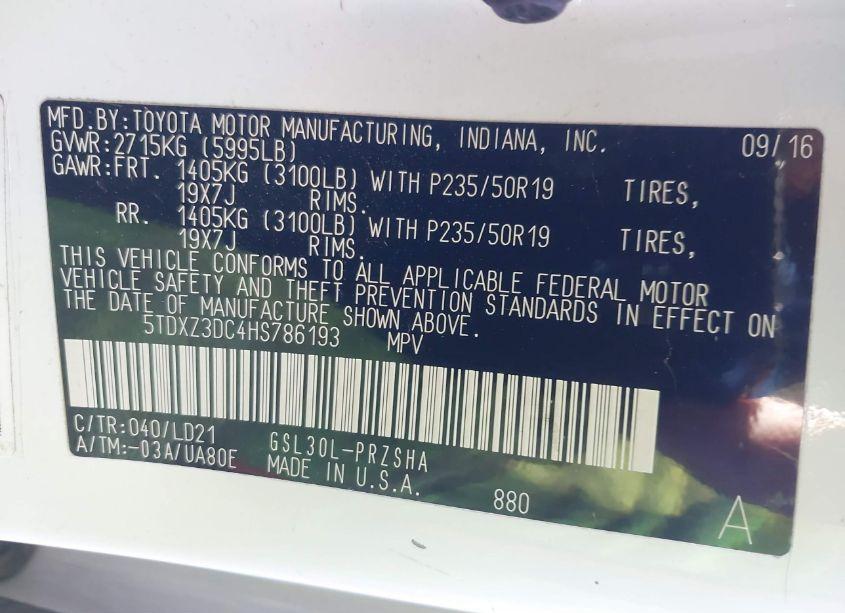 MFD. BY: TOYOTA MOTOR MANUFACTURING, INDIANA, INC. 09/16
GVWR: 2715KG (5995LB)
GAWR: FRT. 1405KG (3100LB) WITH P235/50R19 TIRES,
19X7J RIMS.
RR. 1405KG (3100LB) WITH P235/50R19 TIRES,
19X7J RIMS.
THIS VEHICLE CONFORMS TO ALL APPLICABLE FEDERAL MOTOR
VEHICLE SAFETY AND THEFT PREVENTION STANDARDS IN EFFECT ON
THE DATE OF MANUFACTURE SHOWN ABOVE.
5TDXZ3DC4HS786193 MPV
C/TR: 040/LD21 GSL30L-PRZSHA
A/TM: -03A/UA80E MADE IN U.S.A. 880 A